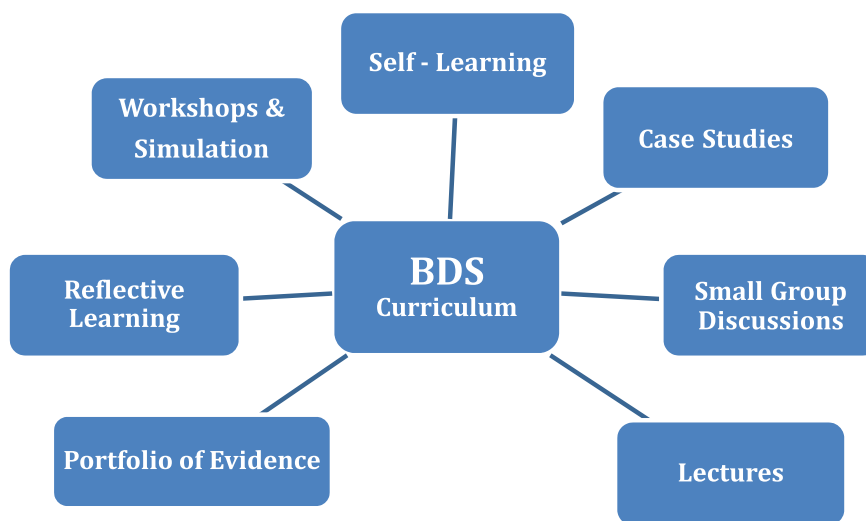 Self - Learning
Workshops &
Simulation
Case Studies
BDS
Curriculum
Reflective
Learning
Small Group
Discussions
Portfolio of Evidence
Lectures